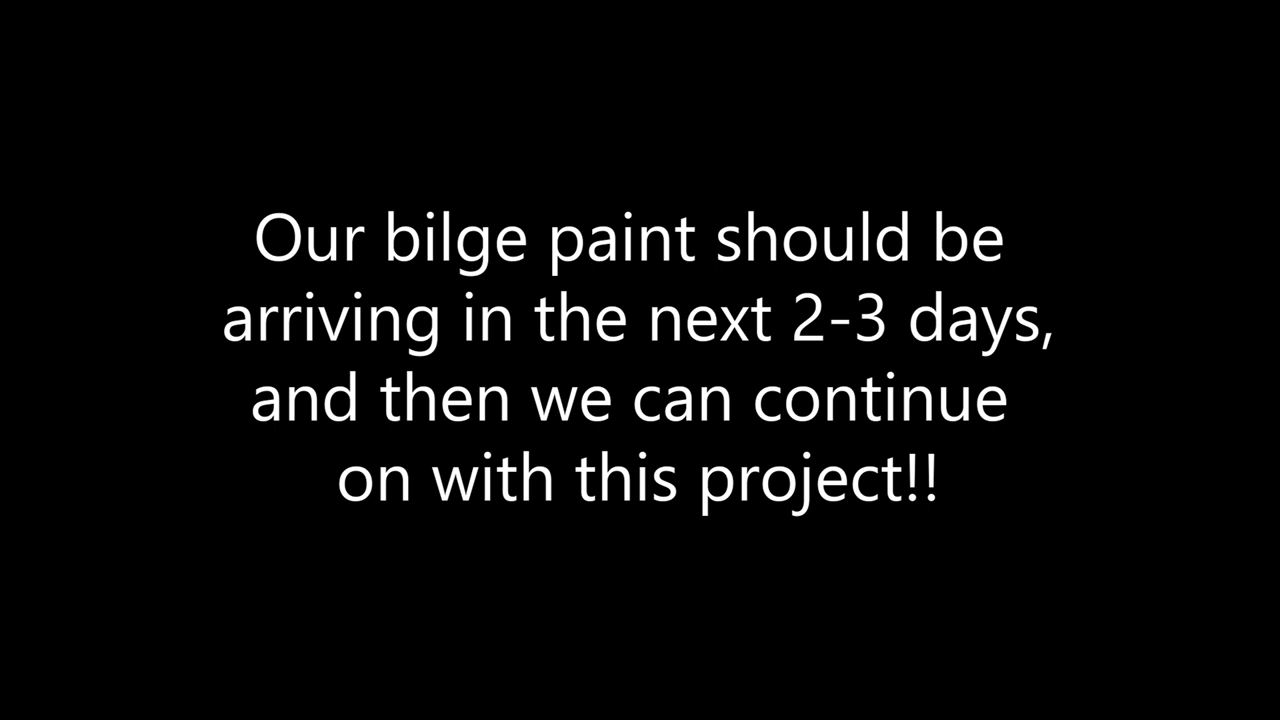 Our bilge paint should be
arriving in the next 2-3 days,
and then we can continue
on with this project!!